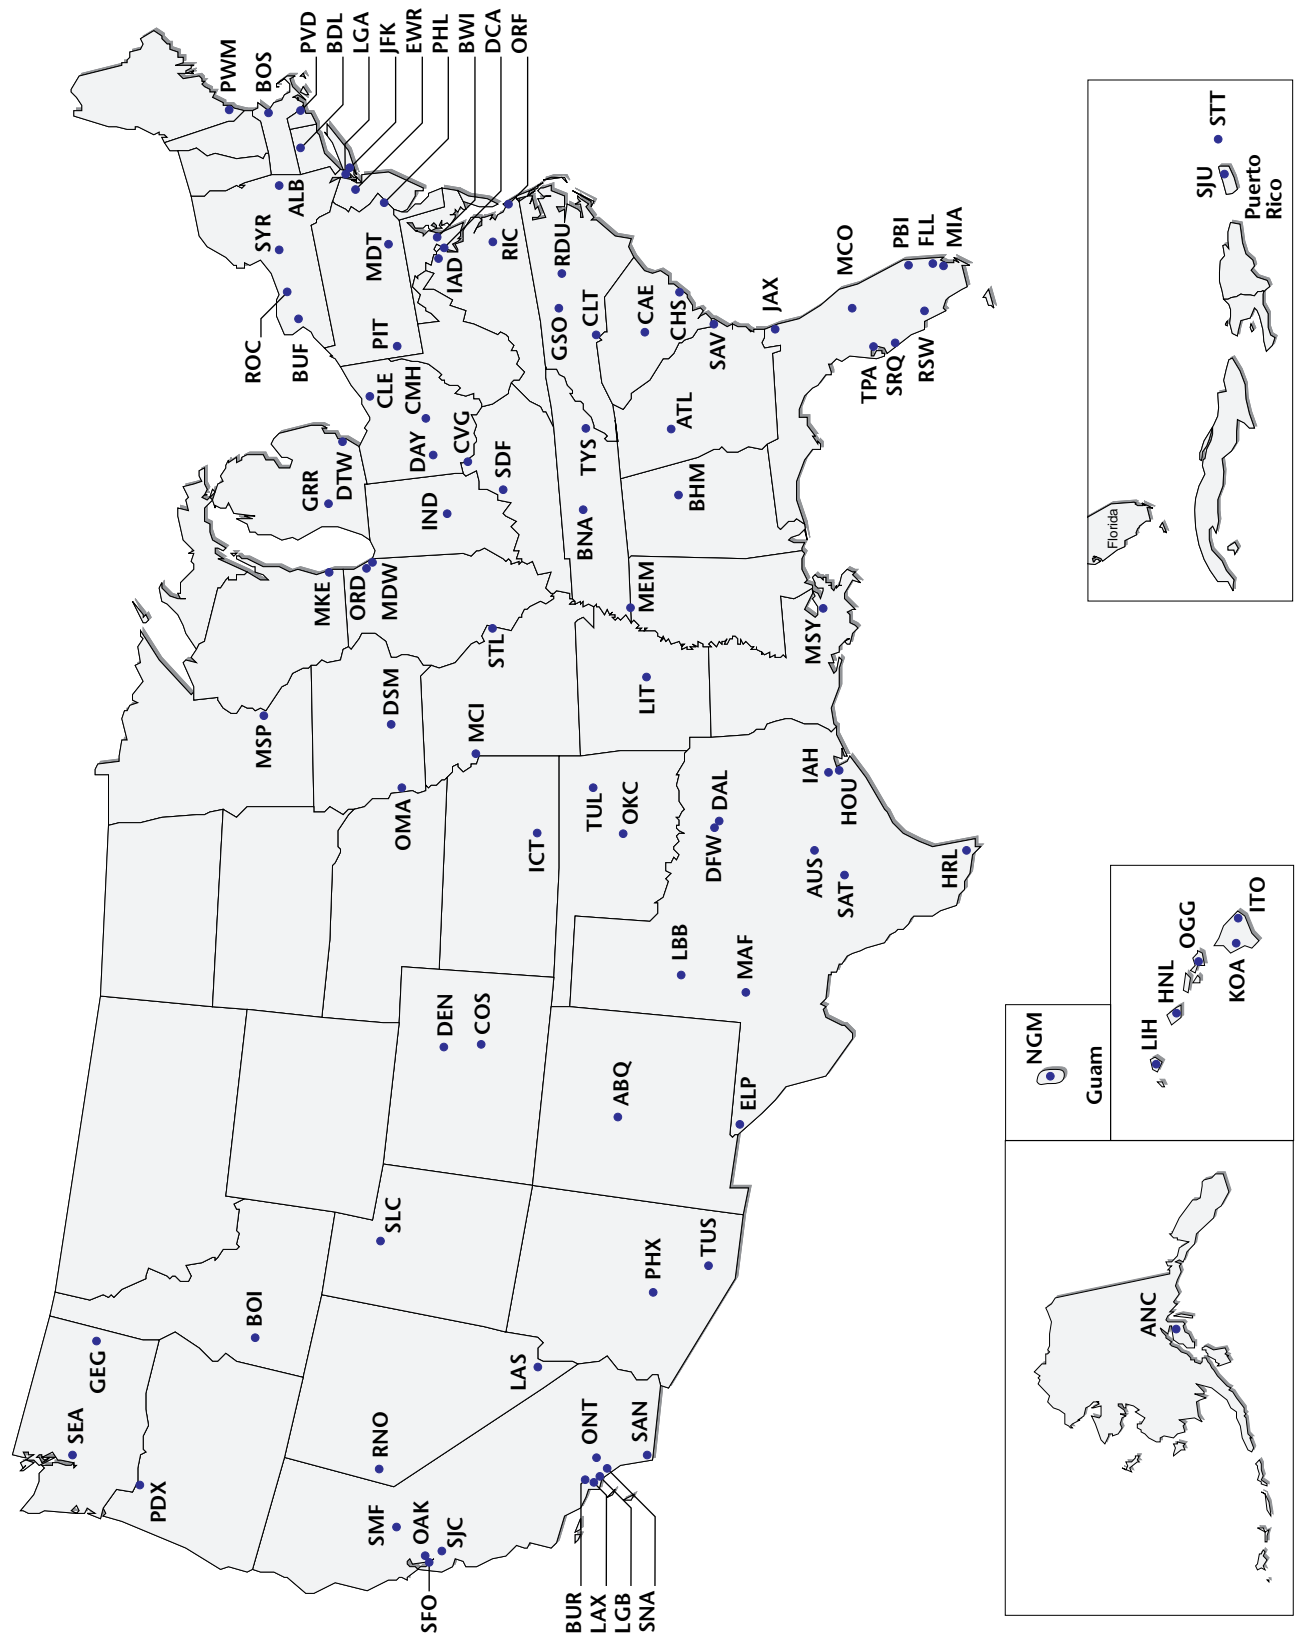 SEA
GEG
PDX
BOI
SMF
RNO
OAK
SJC
SFO
SLC
LAS
BUR
LAX
LGB
SNA
ONT
SAN
PHX
TUS
DEN
COS
ABQ
ELP
LBB
MAF
OMA
ICT
TUL
OKC
DFW
DAL
AUS
SAT
IAH
HOU
HRL
MSP
DSM
MCI
STL
LIT
MSY
MEM
MKE
ORD
MDW
GRR
DTW
IND
DAY
CMH
CLE
CVG
SDF
BNA
TYS
BHM
ATL
PIT
MDT
BUF
ROC
SYR
ALB
PWM
BOS
PVD
BDL
LGA
JFK
EWR
PHL
BWI
DCA
ORF
IAD
RIC
RDU
GSO
CLT
CAE
CHS
SAV
JAX
MCO
TPA
SRQ
RSW
PBI
FLL
MIA
ANC
NGM
Guam
LIH
HNL
OGG
KOA
ITO
Florida
SJU
STT
Puerto
Rico